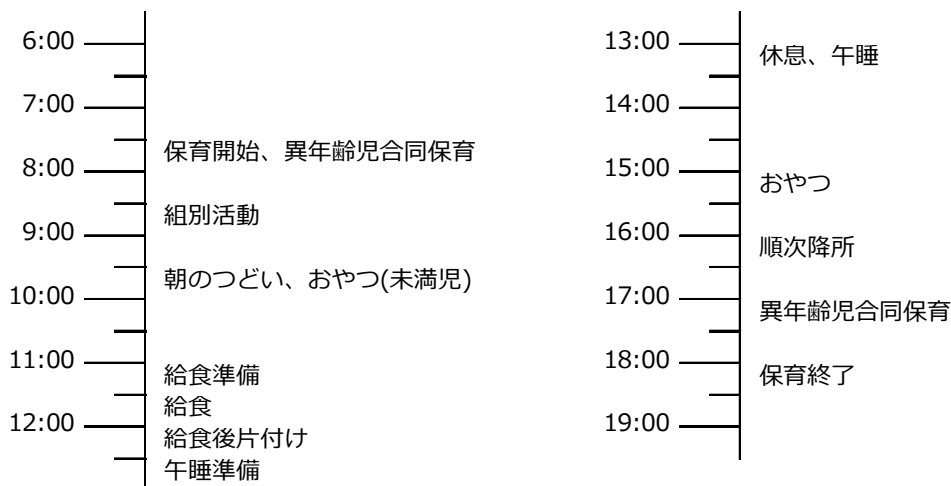 6:00
7:00
保育開始、異年齢児合同保育
8:00
組別活動
9:00
朝のつどい、おやつ(未満児)
10:00
11:00
給食準備
給食
12:00
給食後片付け
午睡準備
13:00
休息、午睡
14:00
15:00
おやつ
16:00
順次降所
17:00
異年齢児合同保育
18:00
保育終了
19:00